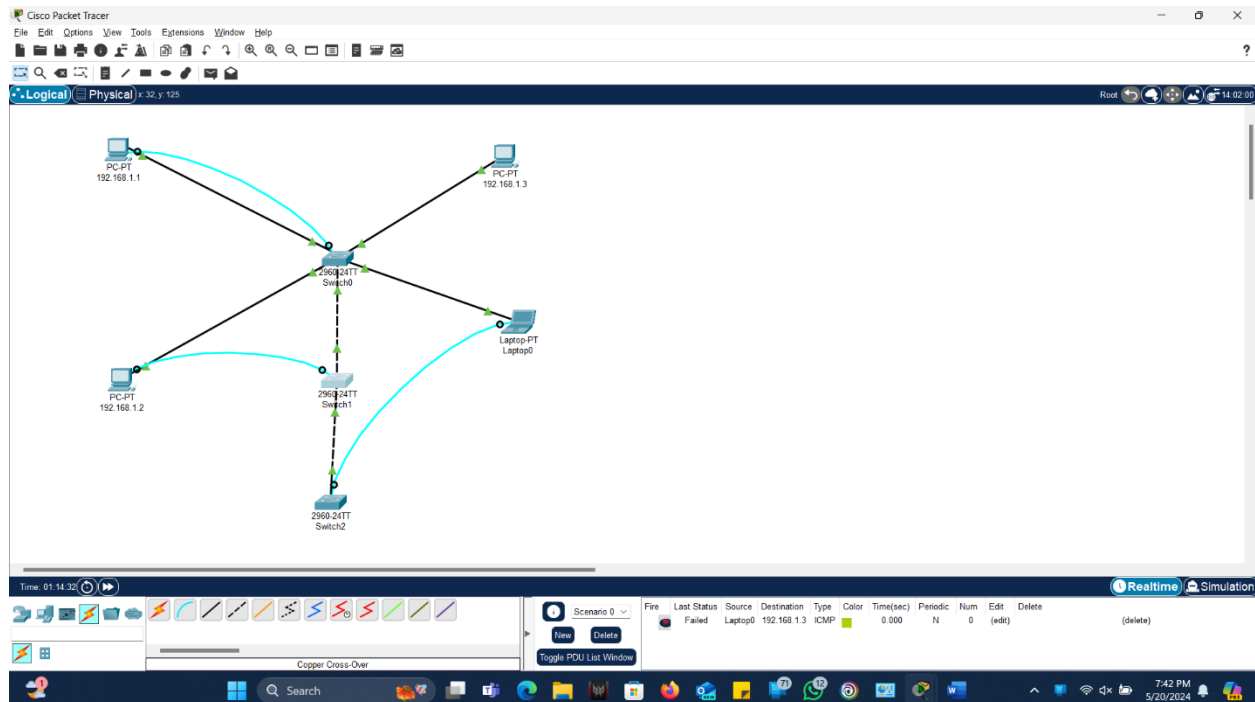 Cisco Packet Tracer
File Edit Options View Tools Extensions Window Help
?
Logical Physical x: 32, y: 125 Root 14:02:00
PC-PT
192.168.1.1
PC-PT
192.168.1.3
2960-24TT
Switch0
Laptop-PT
Laptop0
PC-PT
192.168.1.2
2960-24TT
Switch1
2960-24TT
Switch2
Time: 01:14:32 Realtime Simulation
Scenario 0
New Delete
Toggle PDU List Window
Fire Last Status Source Destination Type Color Time(sec) Periodic Num Edit Delete
Failed Laptop0 192.168.1.3 ICMP 0.000 N 0 (edit) (delete)
Copper Cross-Over
1
Search
71
12
7:42 PM
5/20/2024